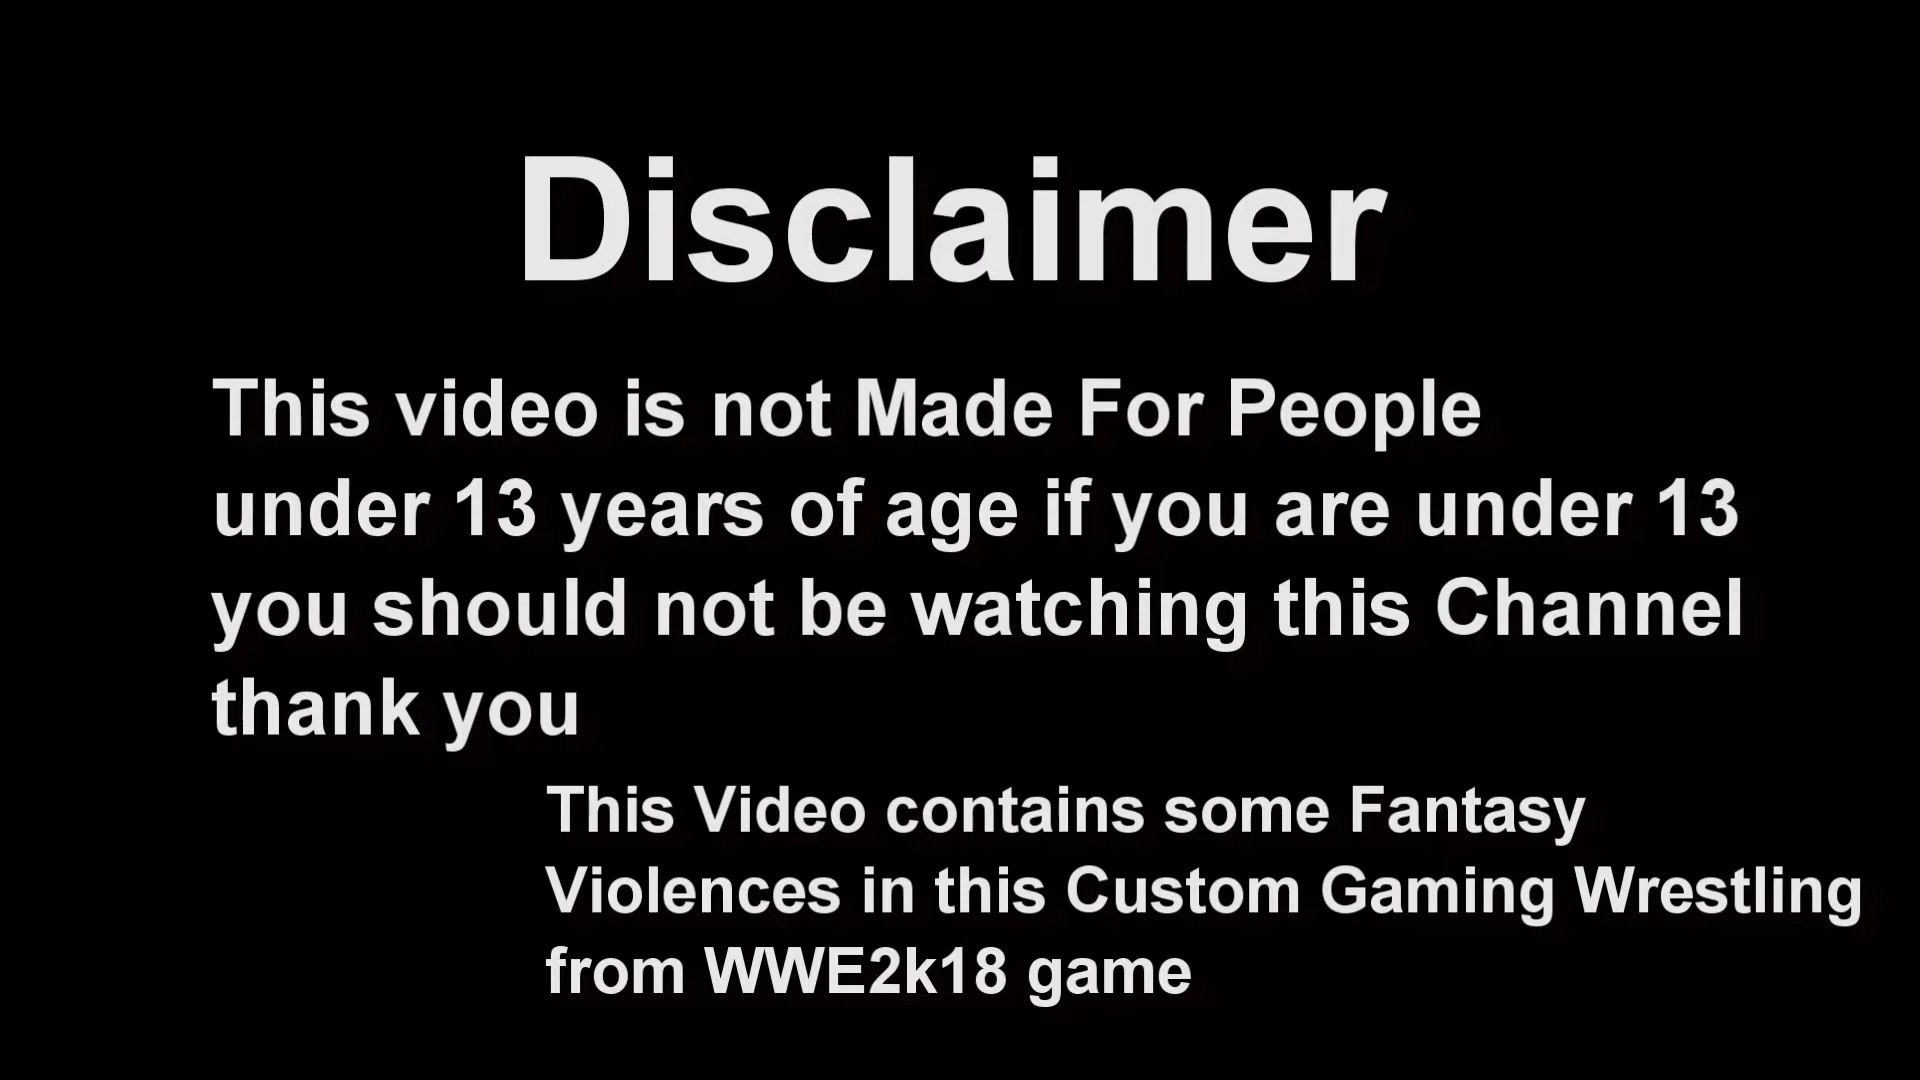 Disclaimer
This video is not Made For People
under 13 years of age if you are under 13
you should not be watching this Channel
thank you
This Video contains some Fantasy
Violences in this Custom Gaming Wrestling
from WWE2k18 game